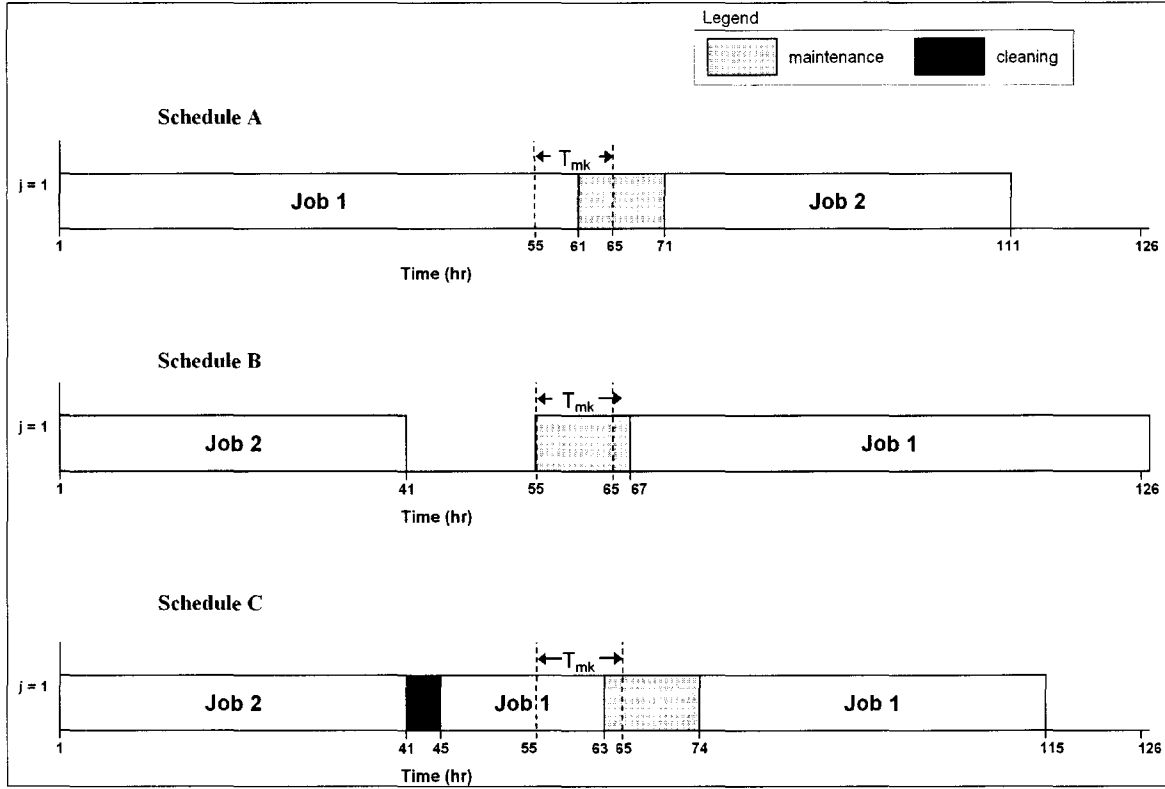 Legend
maintenance cleaning
Schedule A
T_mk
j = 1 Job 1 Job 2
1 55 61 65 71 111 126
Time (hr)
Schedule B
T_mk
j = 1 Job 2 Job 1
1 41 55 65 67 126
Time (hr)
Schedule C
T_mk
j = 1 Job 2 Job 1 Job 1
1 41 45 55 63 65 74 115 126
Time (hr)